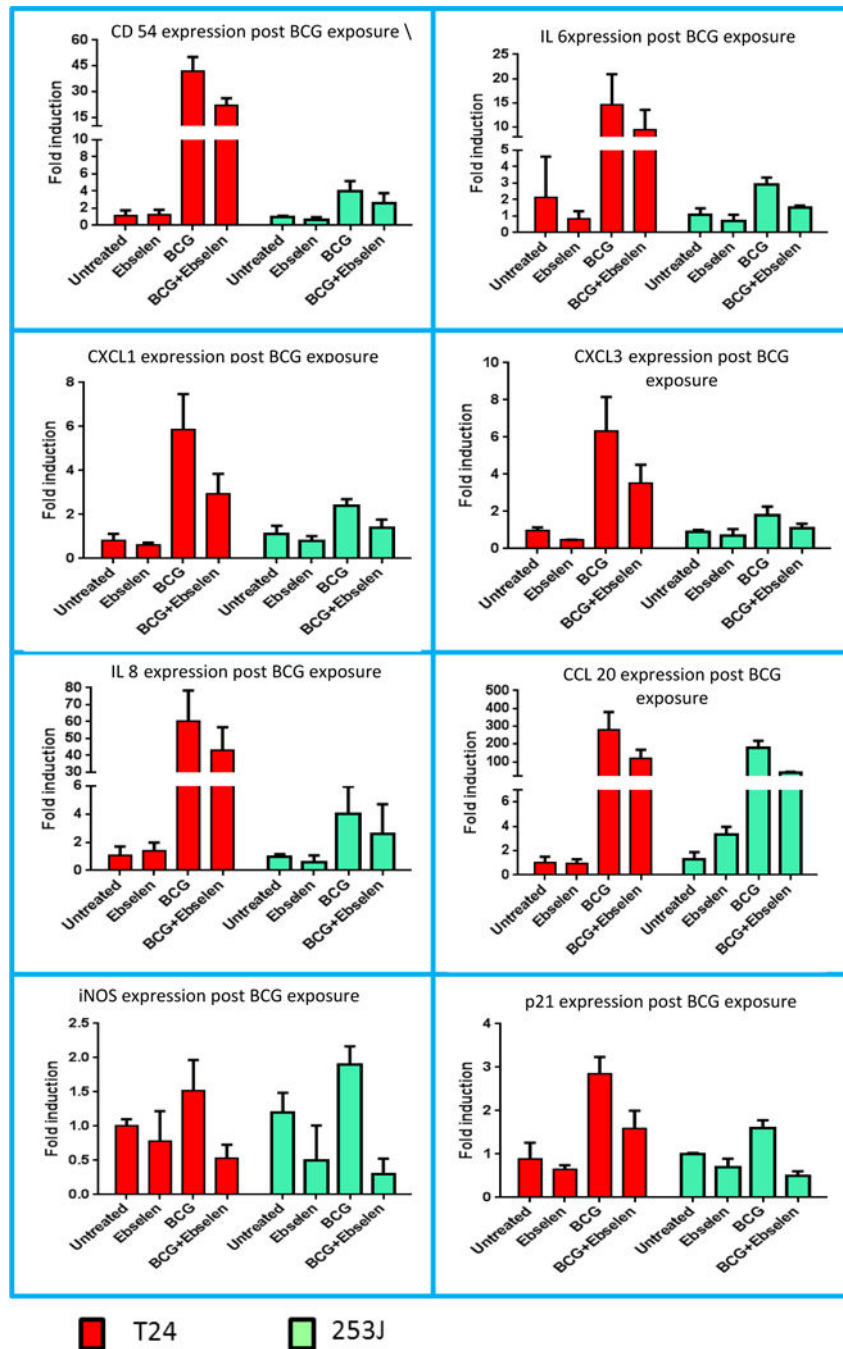 CD 54 expression post BCG exposure \
Fold induction
60
45
30
15
10
8
6
4
2
0
Untreated
Ebselen
BCG
BCG+Ebselen
Untreated
Ebselen
BCG
BCG+Ebselen
IL 6xpression post BCG exposure
Fold induction
25
20
15
10
5
4
3
2
1
0
Untreated
Ebselen
BCG
BCG+Ebselen
Untreated
Ebselen
BCG
BCG+Ebselen
CXCL1 expression post BCG exposure
Fold induction
8
6
4
2
0
Untreated
Ebselen
BCG
BCG+Ebselen
Untreated
Ebselen
BCG
BCG+Ebselen
CXCL3 expression post BCG
exposure
Fold induction
10
8
6
4
2
0
Untreated
Ebselen
BCG
BCG+Ebselen
Untreated
Ebselen
BCG
BCG+Ebselen
IL 8 expression post BCG exposure
Fold induction
80
70
60
50
40
30
6
4
2
0
Untreated
Ebselen
BCG
BCG+Ebselen
Untreated
Ebselen
BCG
BCG+Ebselen
CCL 20 expression post BCG
exposure
Fold induction
500
400
300
200
100
6
4
2
0
Untreated
Ebselen
BCG
BCG+Ebselen
Untreated
Ebselen
BCG
BCG+Ebselen
iNOS expression post BCG exposure
Fold induction
2.5
2.0
1.5
1.0
0.5
0.0
Untreated
Ebselen
BCG
BCG+Ebselen
Untreated
Ebselen
BCG
BCG+Ebselen
p21 expression post BCG exposure
Fold induction
4
3
2
1
0
Untreated
Ebselen
BCG
BCG+Ebselen
Untreated
Ebselen
BCG
BCG+Ebselen
T24
253J